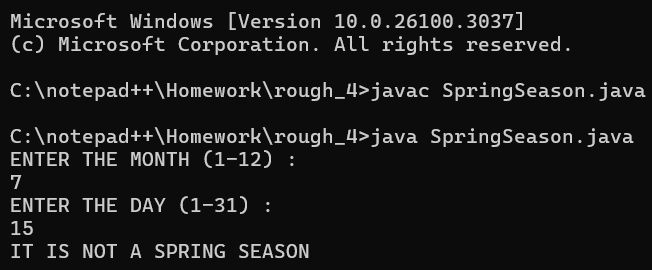 Microsoft Windows [Version 10.0.26100.3037]
(c) Microsoft Corporation. All rights reserved.
C:\notepad++\Homework\rough_4>javac SpringSeason.java
C:\notepad++\Homework\rough_4>java SpringSeason.java
ENTER THE MONTH (1-12) :
7
ENTER THE DAY (1-31) :
15
IT IS NOT A SPRING SEASON